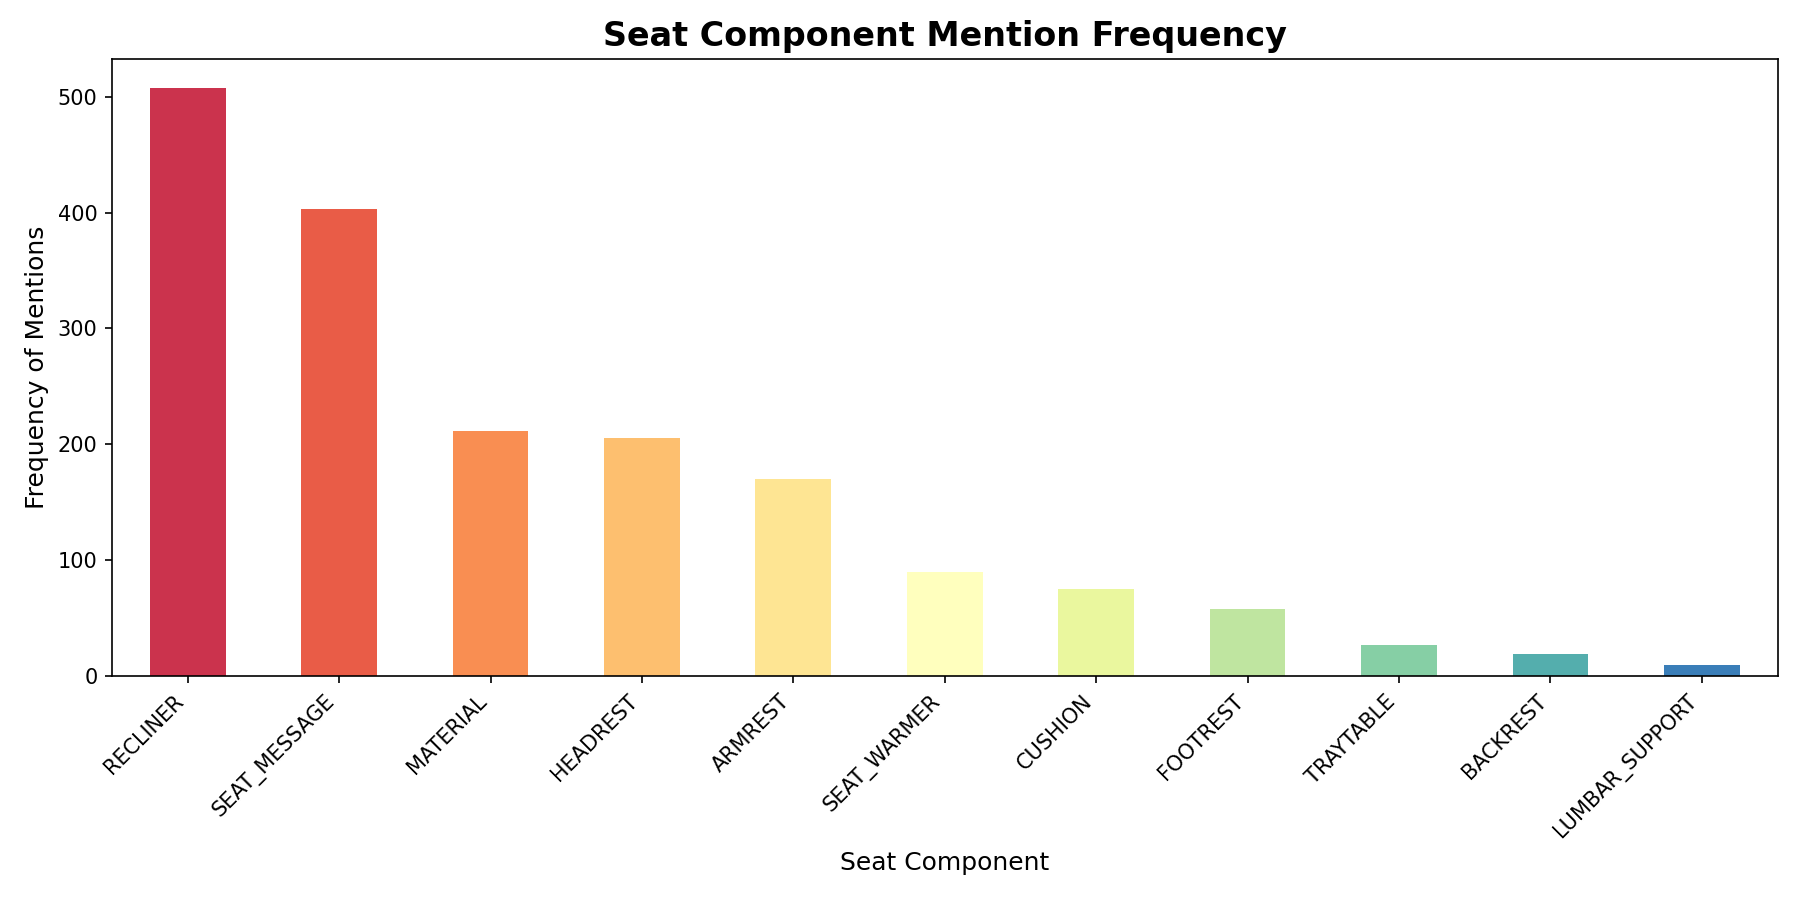 Seat Component Mention Frequency
Frequency of Mentions
500
400
300
200
100
0
RECLINER
SEAT_MESSAGE
MATERIAL
HEADREST
ARMREST
SEAT_WARMER
CUSHION
FOOTREST
TRAYTABLE
BACKREST
LUMBAR_SUPPORT
Seat Component